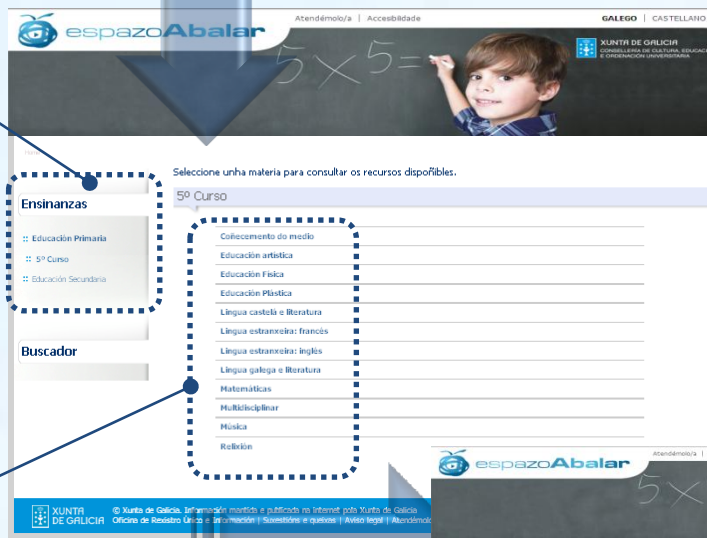 espazoAbalar
Atendémolo/a | Accesibilidade
GALEGO | CASTELLANO
5x5=
XUNTA DE GALICIA
CONSELLERÍA DE CULTURA, EDUCAC
E ORDENACIÓN UNIVERSITARIA
Seleccione unha materia para consultar os recursos dispoñibles.
5º Curso
Ensinanzas
:: Educación Primaria
:: 5º Curso
:: Educación Secundaria
Buscador
Coñecemento do medio
Educación artística
Educación Física
Educación Plástica
Lingua castelá e literatura
Lingua estranxeira: francés
Lingua estranxeira: inglés
Lingua galega e literatura
Matemáticas
Multidisciplinar
Música
Relixión
espazoAbalar
Atendémolo/a |
5x
XUNTA
DE GALICIA
© Xunta de Galicia. Información mantida e publicada na internet pola Xunta de Galicia
Oficina de Rexistro Único e Información | Suxestións e queixas | Aviso legal | Atendémolo